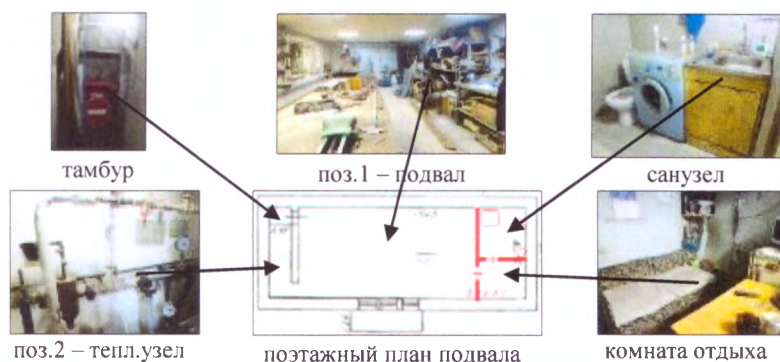 тамбур
поз.1 – подвал
санузел
поз.2 – тепл.узел
поэтажный план подвала
комната отдыха